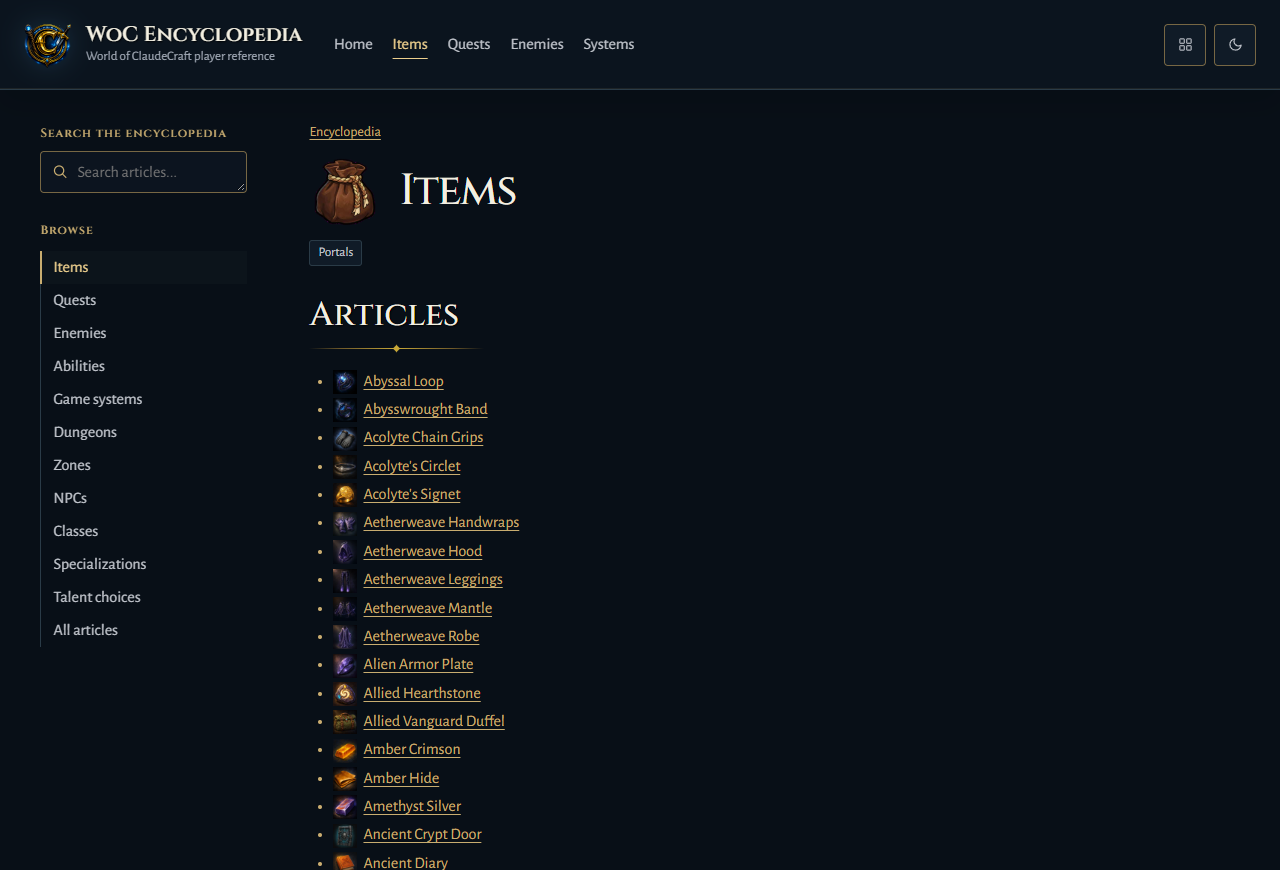 WoC Encyclopedia
World of ClaudeCraft player reference
Home
Items
Quests
Enemies
Systems
Search the encyclopedia
Search articles...
Browse
Items
Quests
Enemies
Abilities
Game systems
Dungeons
Zones
NPCs
Classes
Specializations
Talent choices
All articles
Encyclopedia
Items
Portals
Articles
Abyssal Loop
Abysswrought Band
Acolyte Chain Grips
Acolyte's Circlet
Acolyte's Signet
Aetherweave Handwraps
Aetherweave Hood
Aetherweave Leggings
Aetherweave Mantle
Aetherweave Robe
Alien Armor Plate
Allied Hearthstone
Allied Vanguard Duffel
Amber Crimson
Amber Hide
Amethyst Silver
Ancient Crypt Door
Ancient Diary